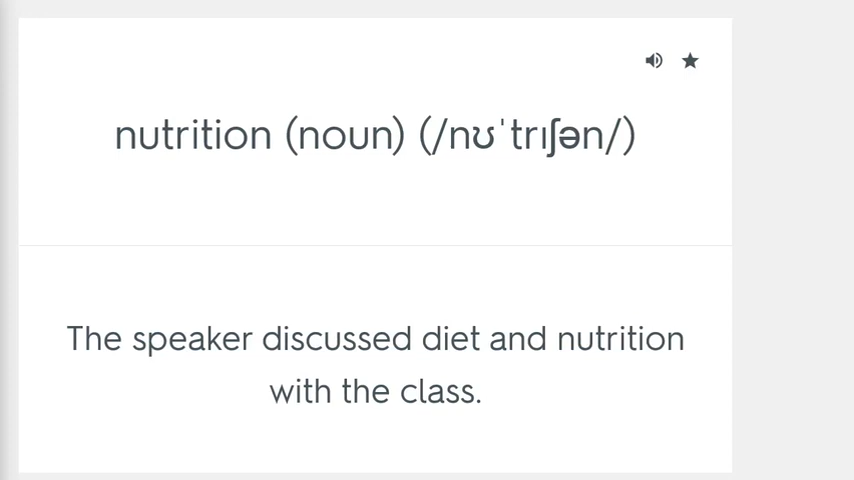 nutrition (noun) (/nʊˈtrɪʃən/)
The speaker discussed diet and nutrition
with the class.